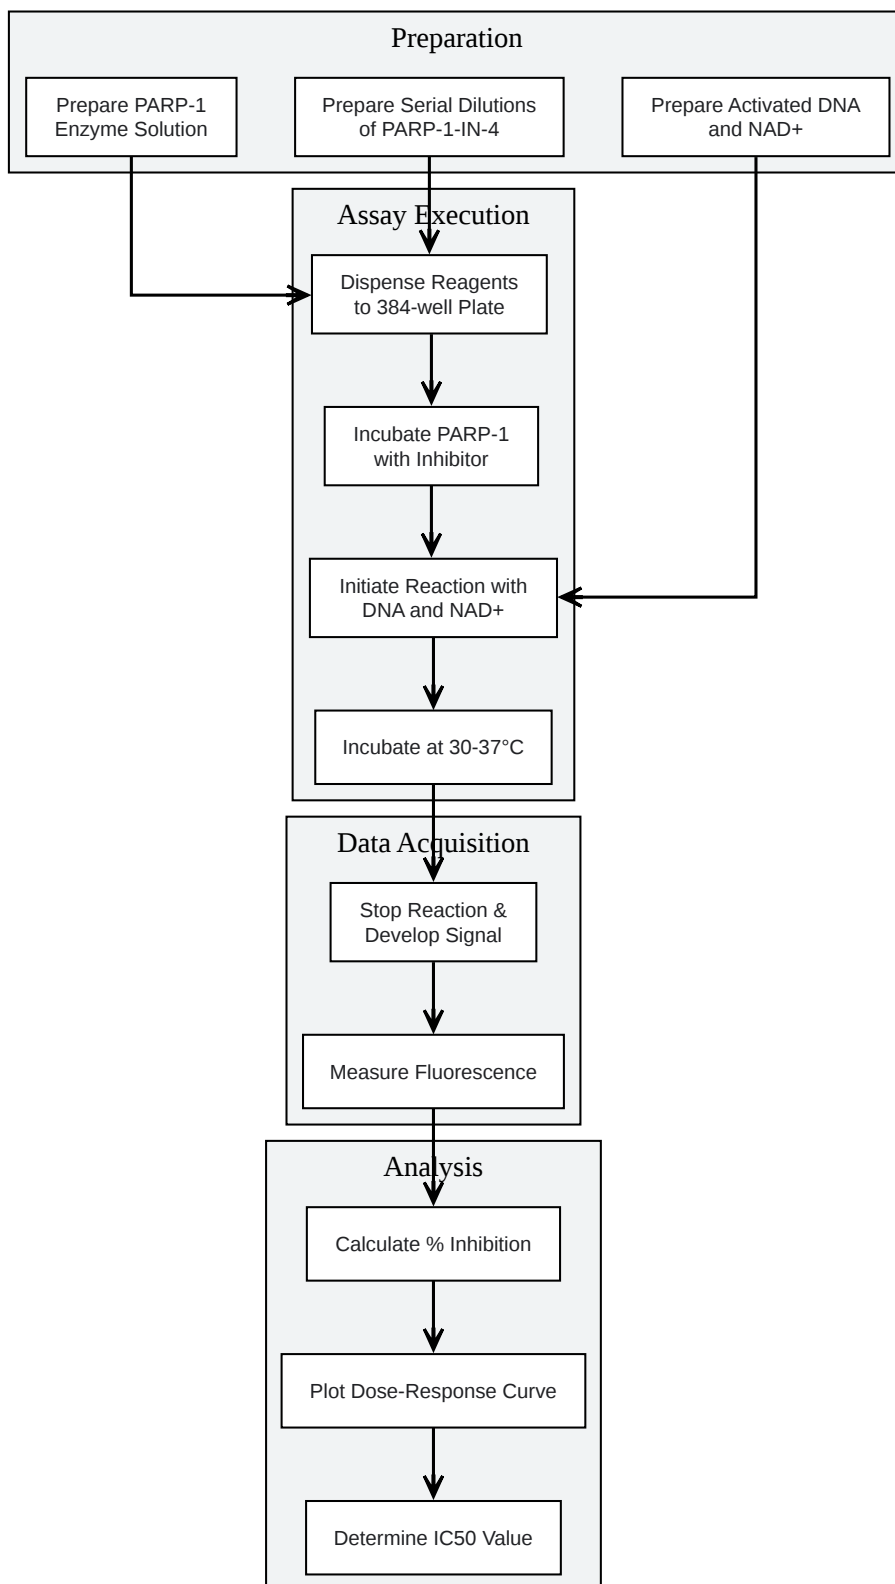 Preparation
Prepare PARP-1
Enzyme Solution
Prepare Serial Dilutions
of PARP-1-IN-4
Prepare Activated DNA
and NAD+
Assay Execution
Dispense Reagents
to 384-well Plate
Incubate PARP-1
with Inhibitor
Initiate Reaction with
DNA and NAD+
Incubate at 30-37°C
Data Acquisition
Stop Reaction &
Develop Signal
Measure Fluorescence
Analysis
Calculate % Inhibition
Plot Dose-Response Curve
Determine IC50 Value